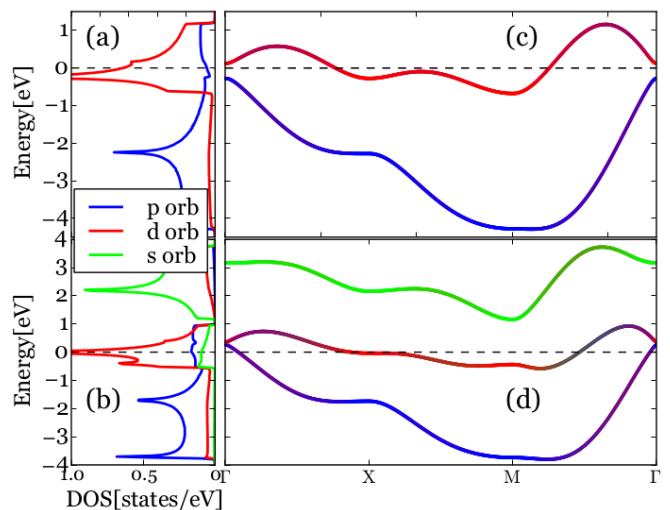 (a)
(c)
Energy[eV]
1
0
−1
−2
−3
−4
p orb
d orb
s orb
(b)
(d)
Energy[eV]
4
3
2
1
0
−1
−2
−3
−4
1.0
0.5
0
Γ
X
M
Γ
DOS[states/eV]